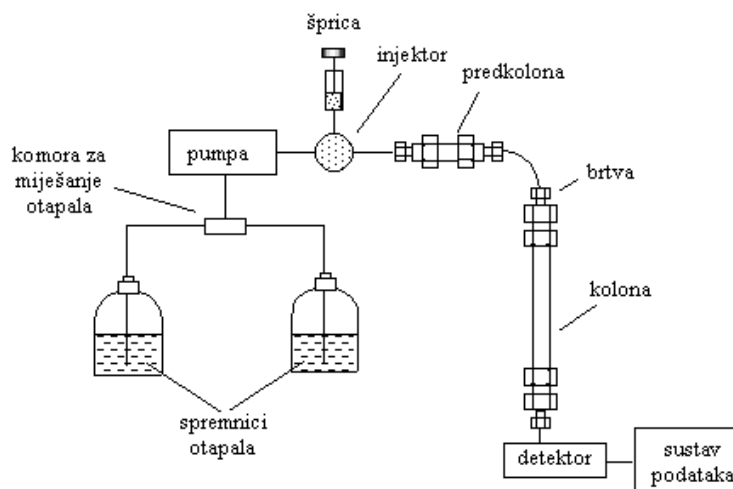 šprica
injektor
predkolona
pumpa
komora za
miješanje
otapala
brtva
kolona
spremnici
otapala
detektor
sustav
podataka